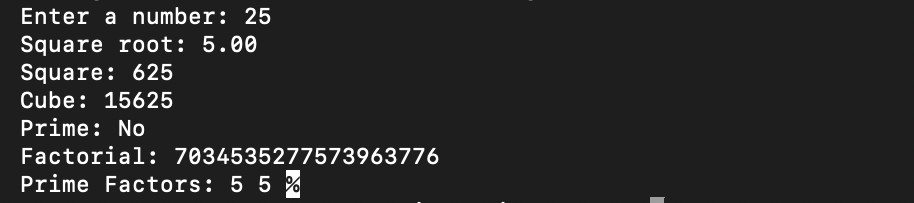 Enter a number: 25
Square root: 5.00
Square: 625
Cube: 15625
Prime: No
Factorial: 7034535277573963776
Prime Factors: 5 5 %